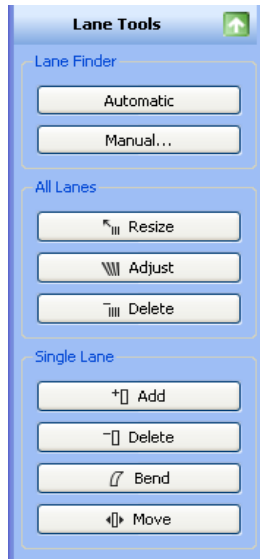 Lane Tools
Lane Finder
Automatic
Manual...
All Lanes
Resize
Adjust
Delete
Single Lane
Add
Delete
Bend
Move